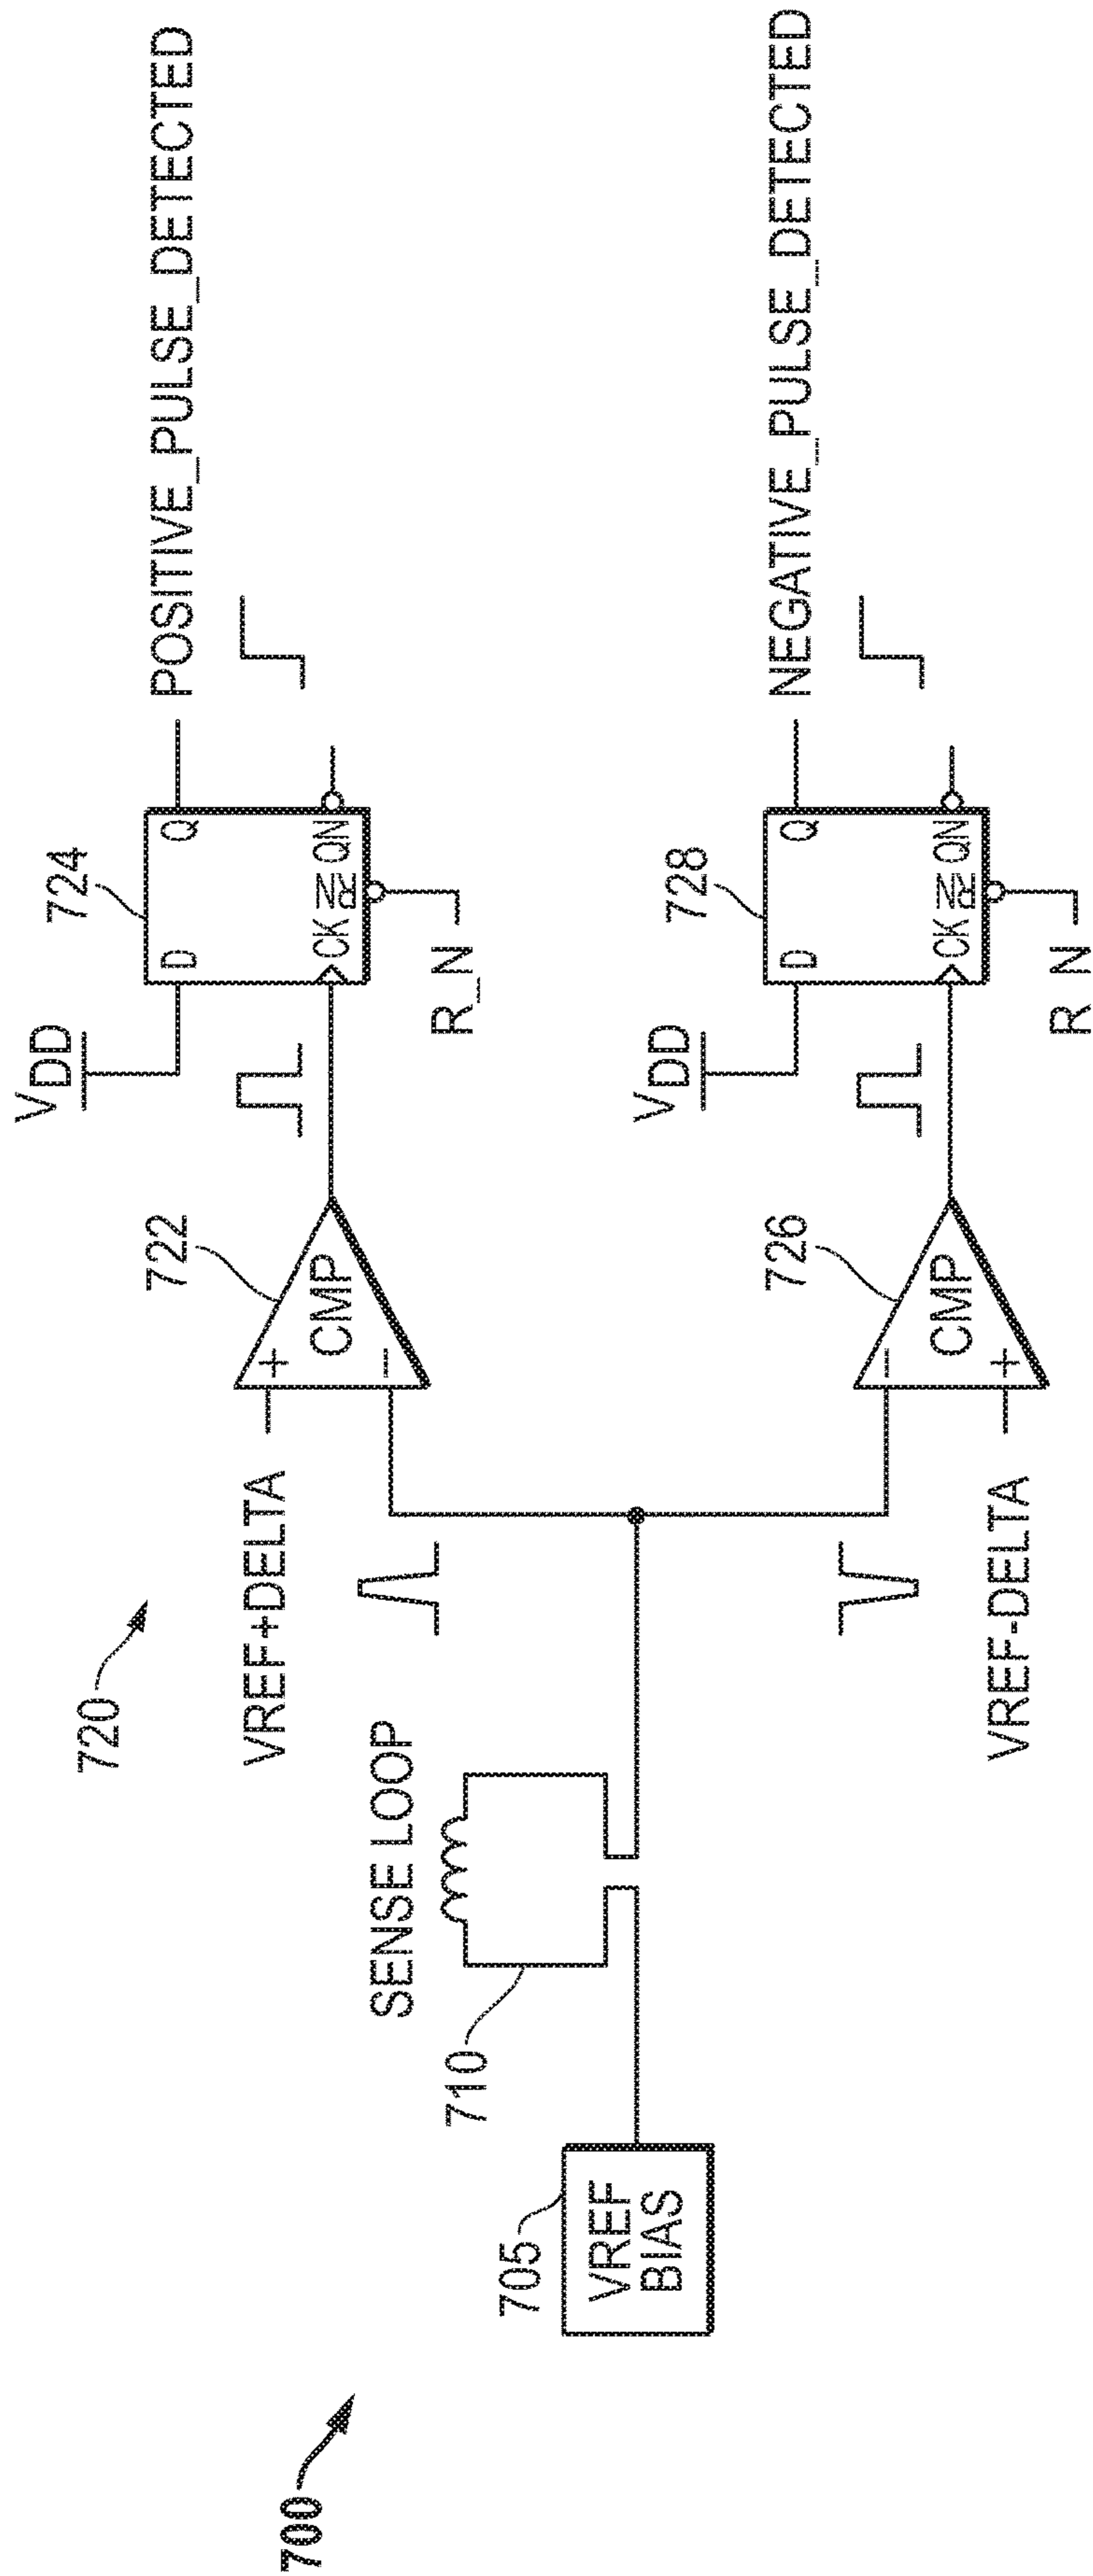 700
705
VREF
BIAS
710
SENSE LOOP
720
VREF+DELTA
+
−
CMP
722
VDD
724
D
Q
CK
RN
QN
R_N
POSITIVE_PULSE_DETECTED
VREF-DELTA
−
+
CMP
726
VDD
728
D
Q
CK
RN
QN
R N
NEGATIVE_PULSE_DETECTED